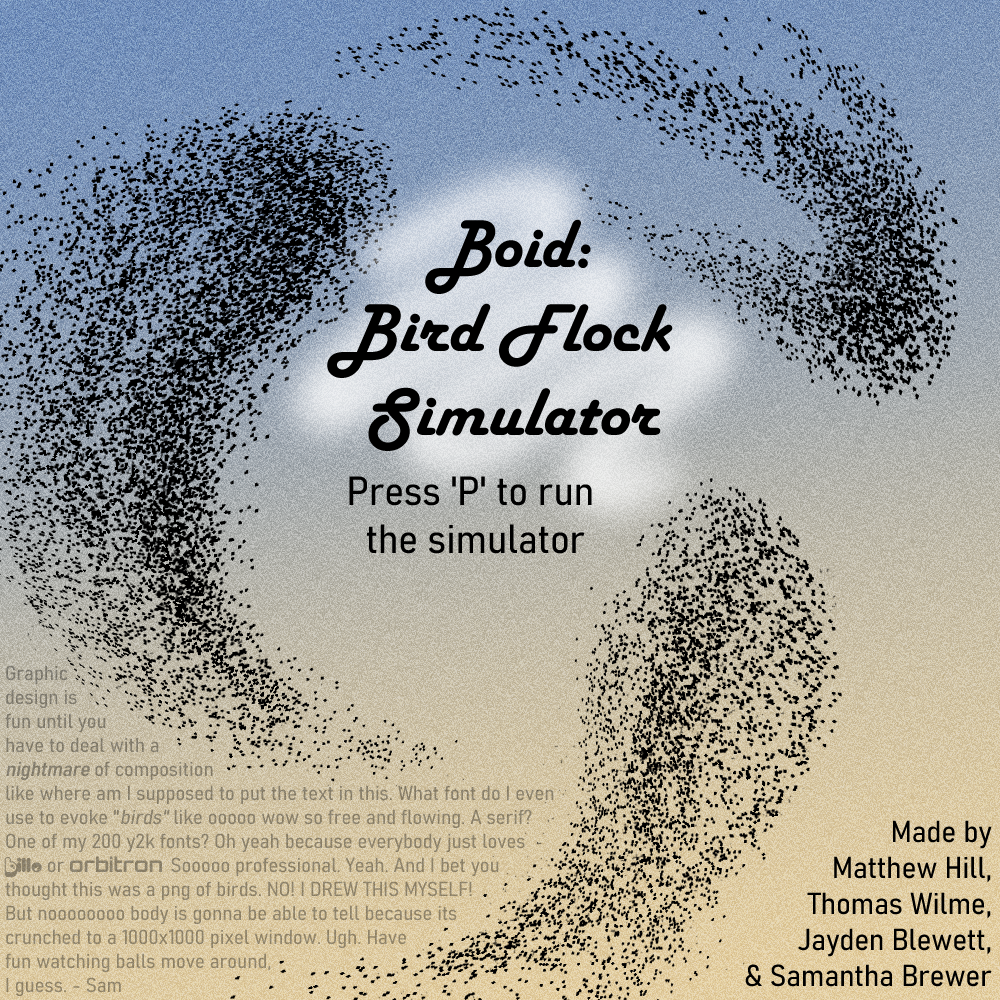 Boid:
Bird Flock
Simulator
Press 'P' to run
the simulator
Graphic
design is
fun until you
have to deal with a
nightmare of composition
like where am I supposed to put the text in this. What font do I even
use to evoke "birds" like ooooo wow so free and flowing. A serif?
One of my 200 y2k fonts? Oh yeah because everybody just loves
or orbitron Sooooo professional. Yeah. And I bet you
thought this was a png of birds. NO! I DREW THIS MYSELF!
But noooooooo body is gonna be able to tell because its
crunched to a 1000x1000 pixel window. Ugh. Have
fun watching balls move around,
I guess. - Sam
Made by
Matthew Hill,
Thomas Wilme,
Jayden Blewett,
& Samantha Brewer